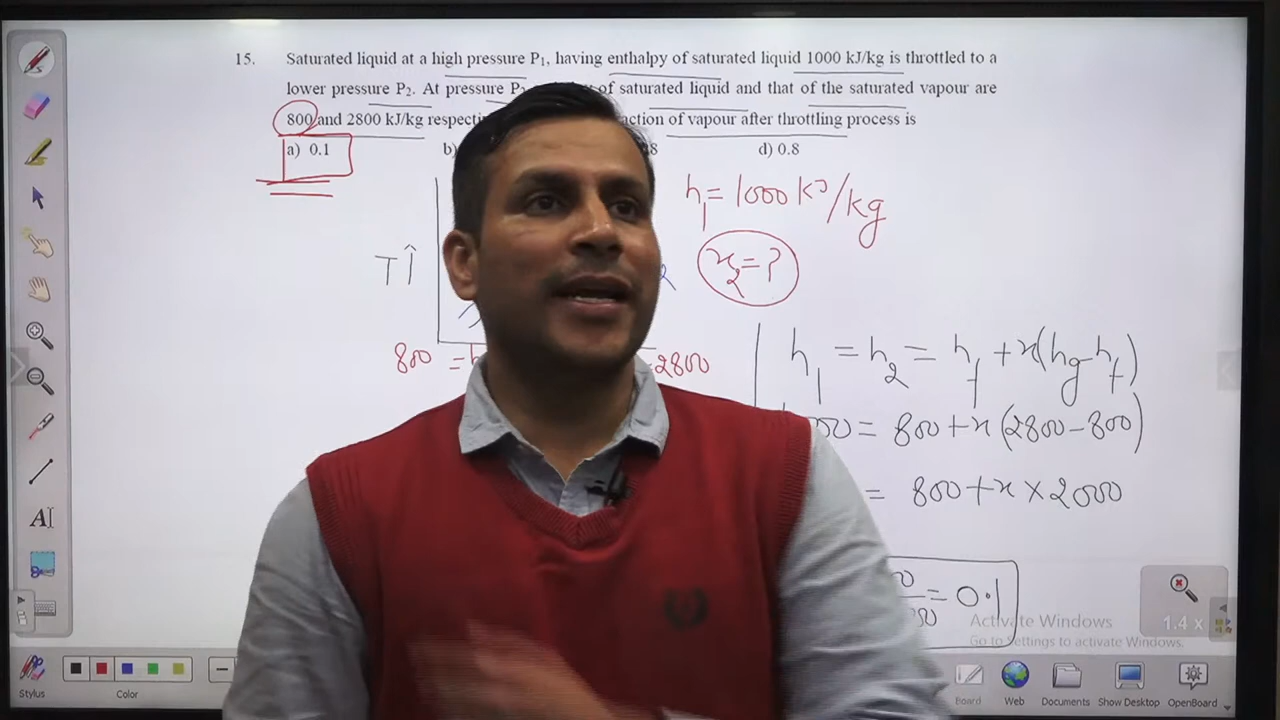 15. Saturated liquid at a high pressure P₁, having enthalpy of saturated liquid 1000 kJ/kg is throttled to a
lower pressure P₂. At pressure of saturated liquid and that of the saturated vapour are
800 and 2800 kJ/kg of vapour after throttling process is
a) 0.1 b) d) 0.8
h₁ = 1000 kJ/kg
T↑ x₂ = ?
800 = = 2800
h₁ = h₂ = hf + x(hg - hf)
= 800 + x(2800 - 800)
= 800 + x × 2000
= 0.1
Activate Windows
Go to Settings to activate Windows.
1.4 x
Stylus Color Board Web Documents Show Desktop OpenBoard